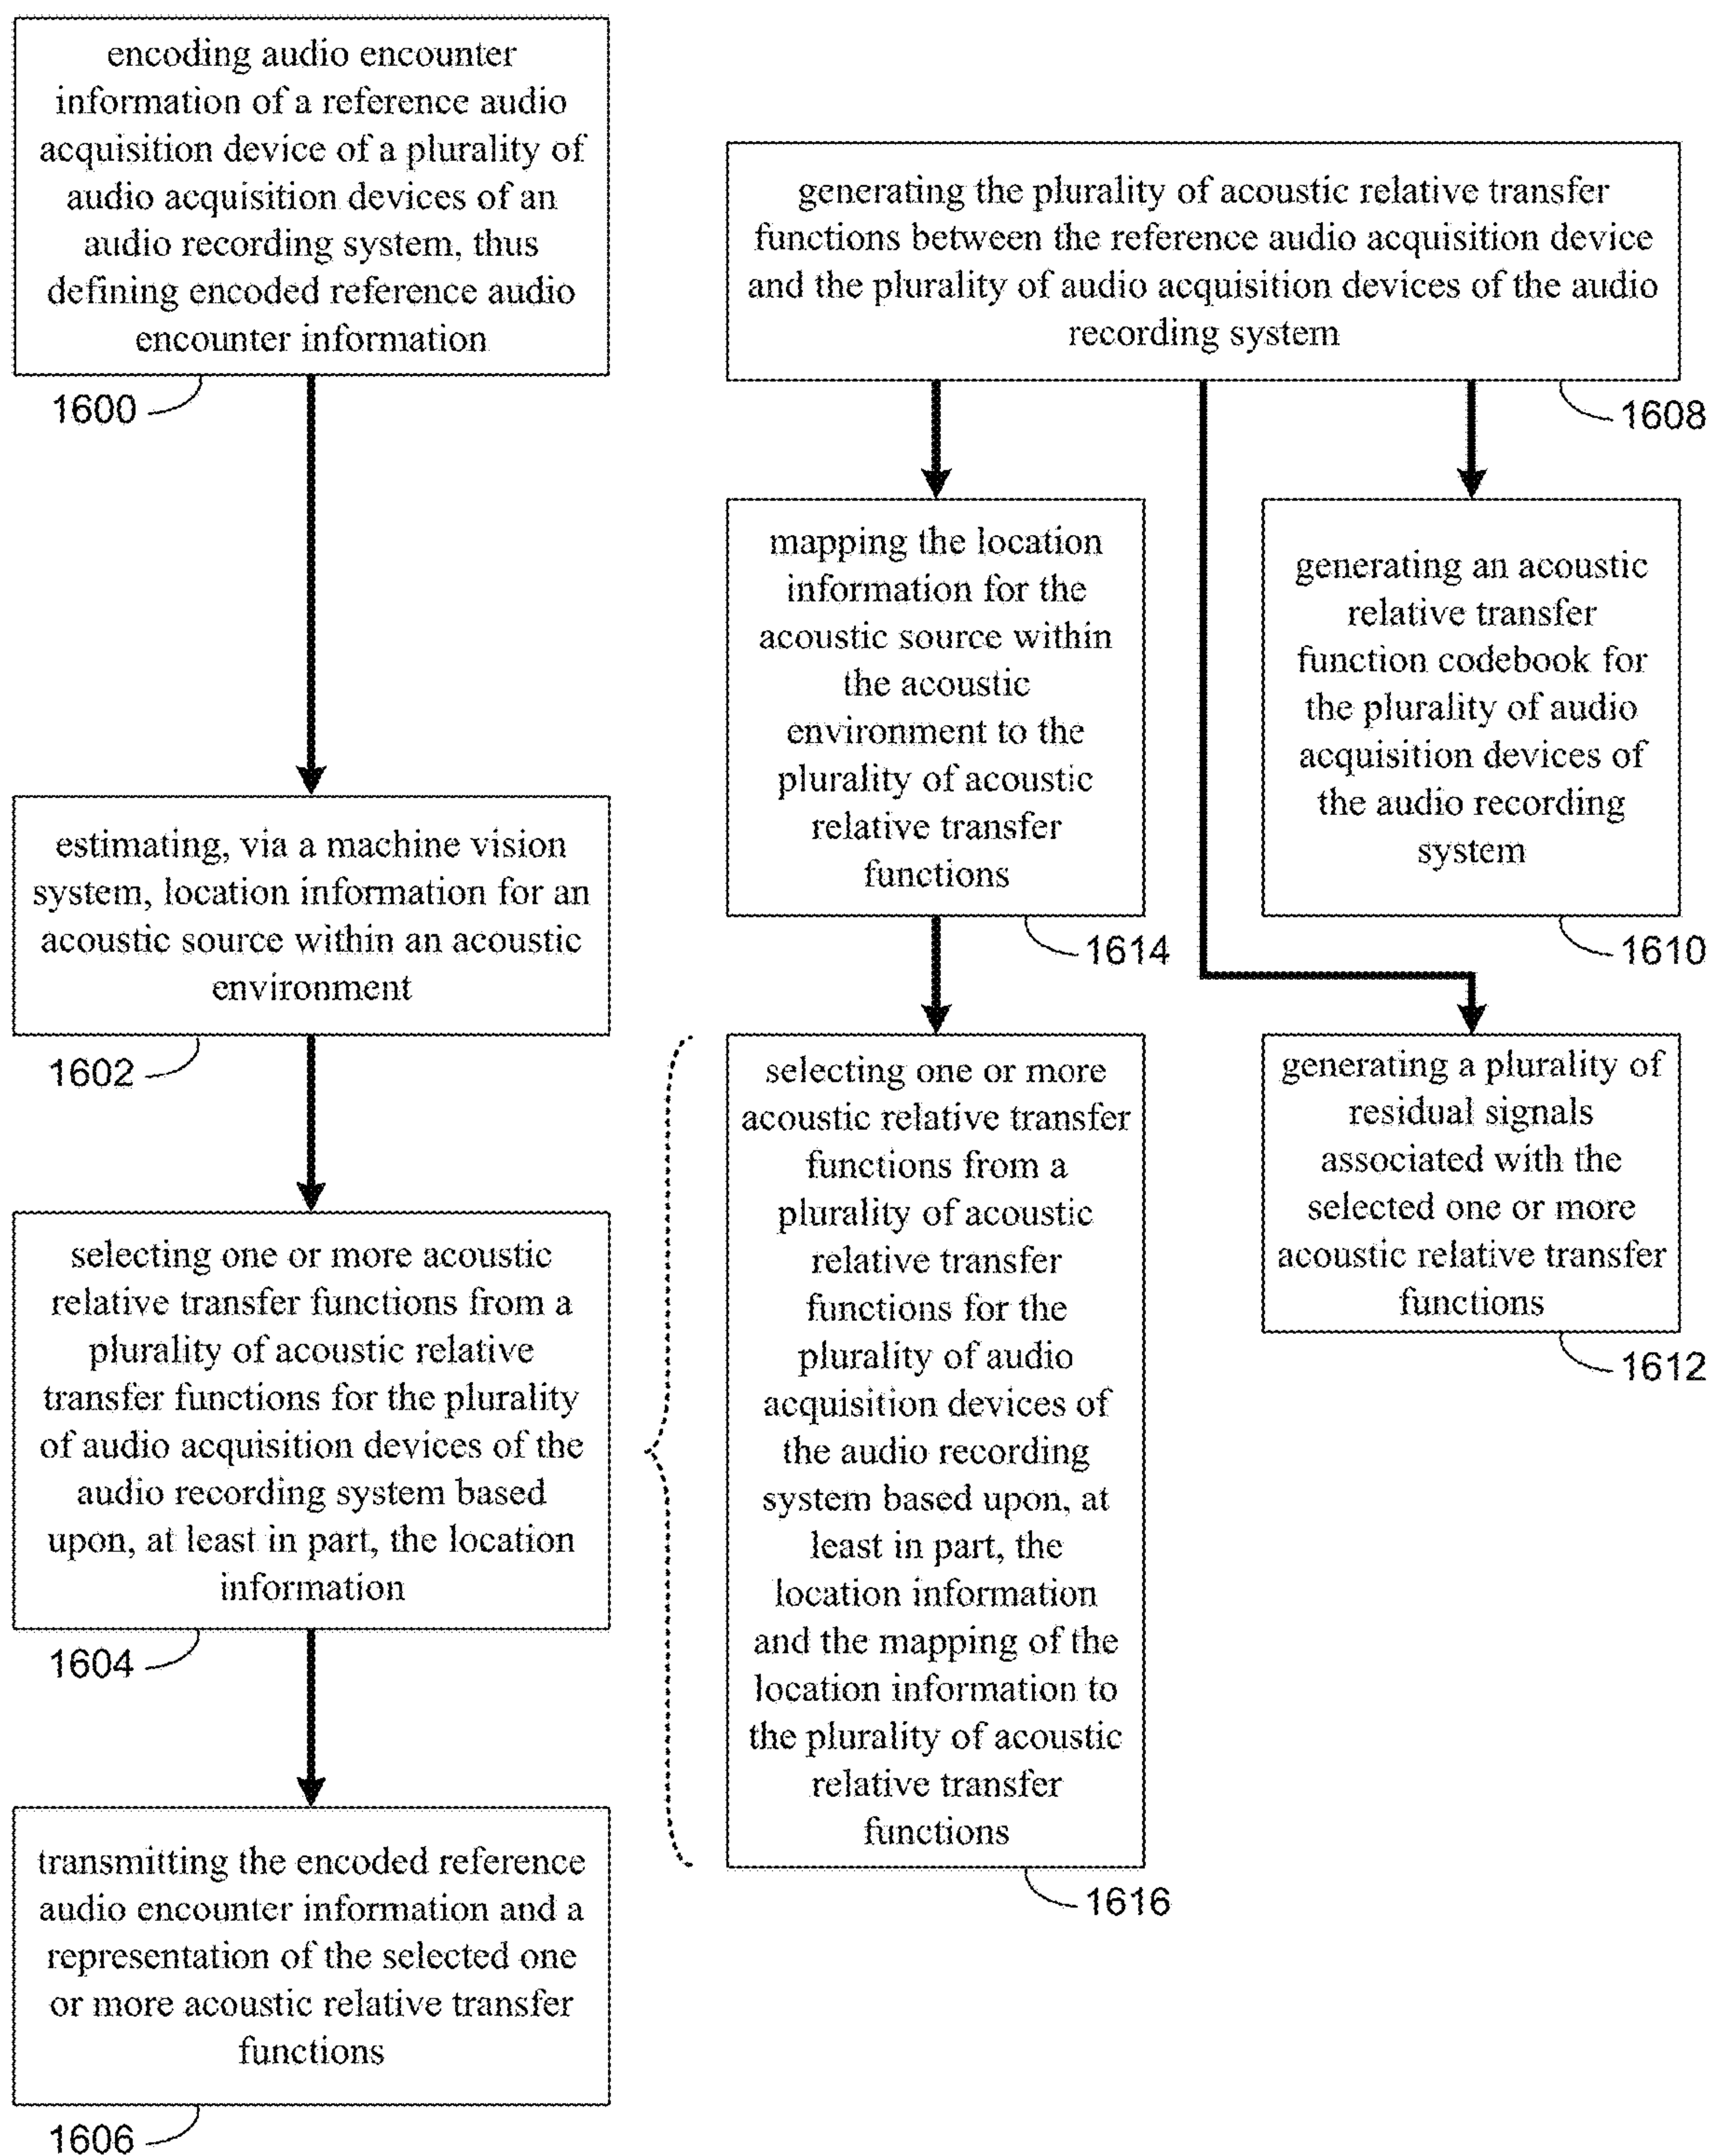 encoding audio encounter
information of a reference audio
acquisition device of a plurality of
audio acquisition devices of an
audio recording system, thus
defining encoded reference audio
encounter information
1600
estimating, via a machine vision
system, location information for an
acoustic source within an acoustic
environment
1602
selecting one or more acoustic
relative transfer functions from a
plurality of acoustic relative
transfer functions for the plurality
of audio acquisition devices of the
audio recording system based
upon, at least in part, the location
information
1604
transmitting the encoded reference
audio encounter information and a
representation of the selected one
or more acoustic relative transfer
functions
1606
generating the plurality of acoustic relative transfer
functions between the reference audio acquisition device
and the plurality of audio acquisition devices of the audio
recording system
1608
mapping the location
information for the
acoustic source within
the acoustic
environment to the
plurality of acoustic
relative transfer
functions
1614
generating an acoustic
relative transfer
function codebook for
the plurality of audio
acquisition devices of
the audio recording
system
1610
selecting one or more
acoustic relative transfer
functions from a
plurality of acoustic
relative transfer
functions for the
plurality of audio
acquisition devices of
the audio recording
system based upon, at
least in part, the
location information
and the mapping of the
location information to
the plurality of acoustic
relative transfer
functions
1616
generating a plurality of
residual signals
associated with the
selected one or more
acoustic relative transfer
functions
1612